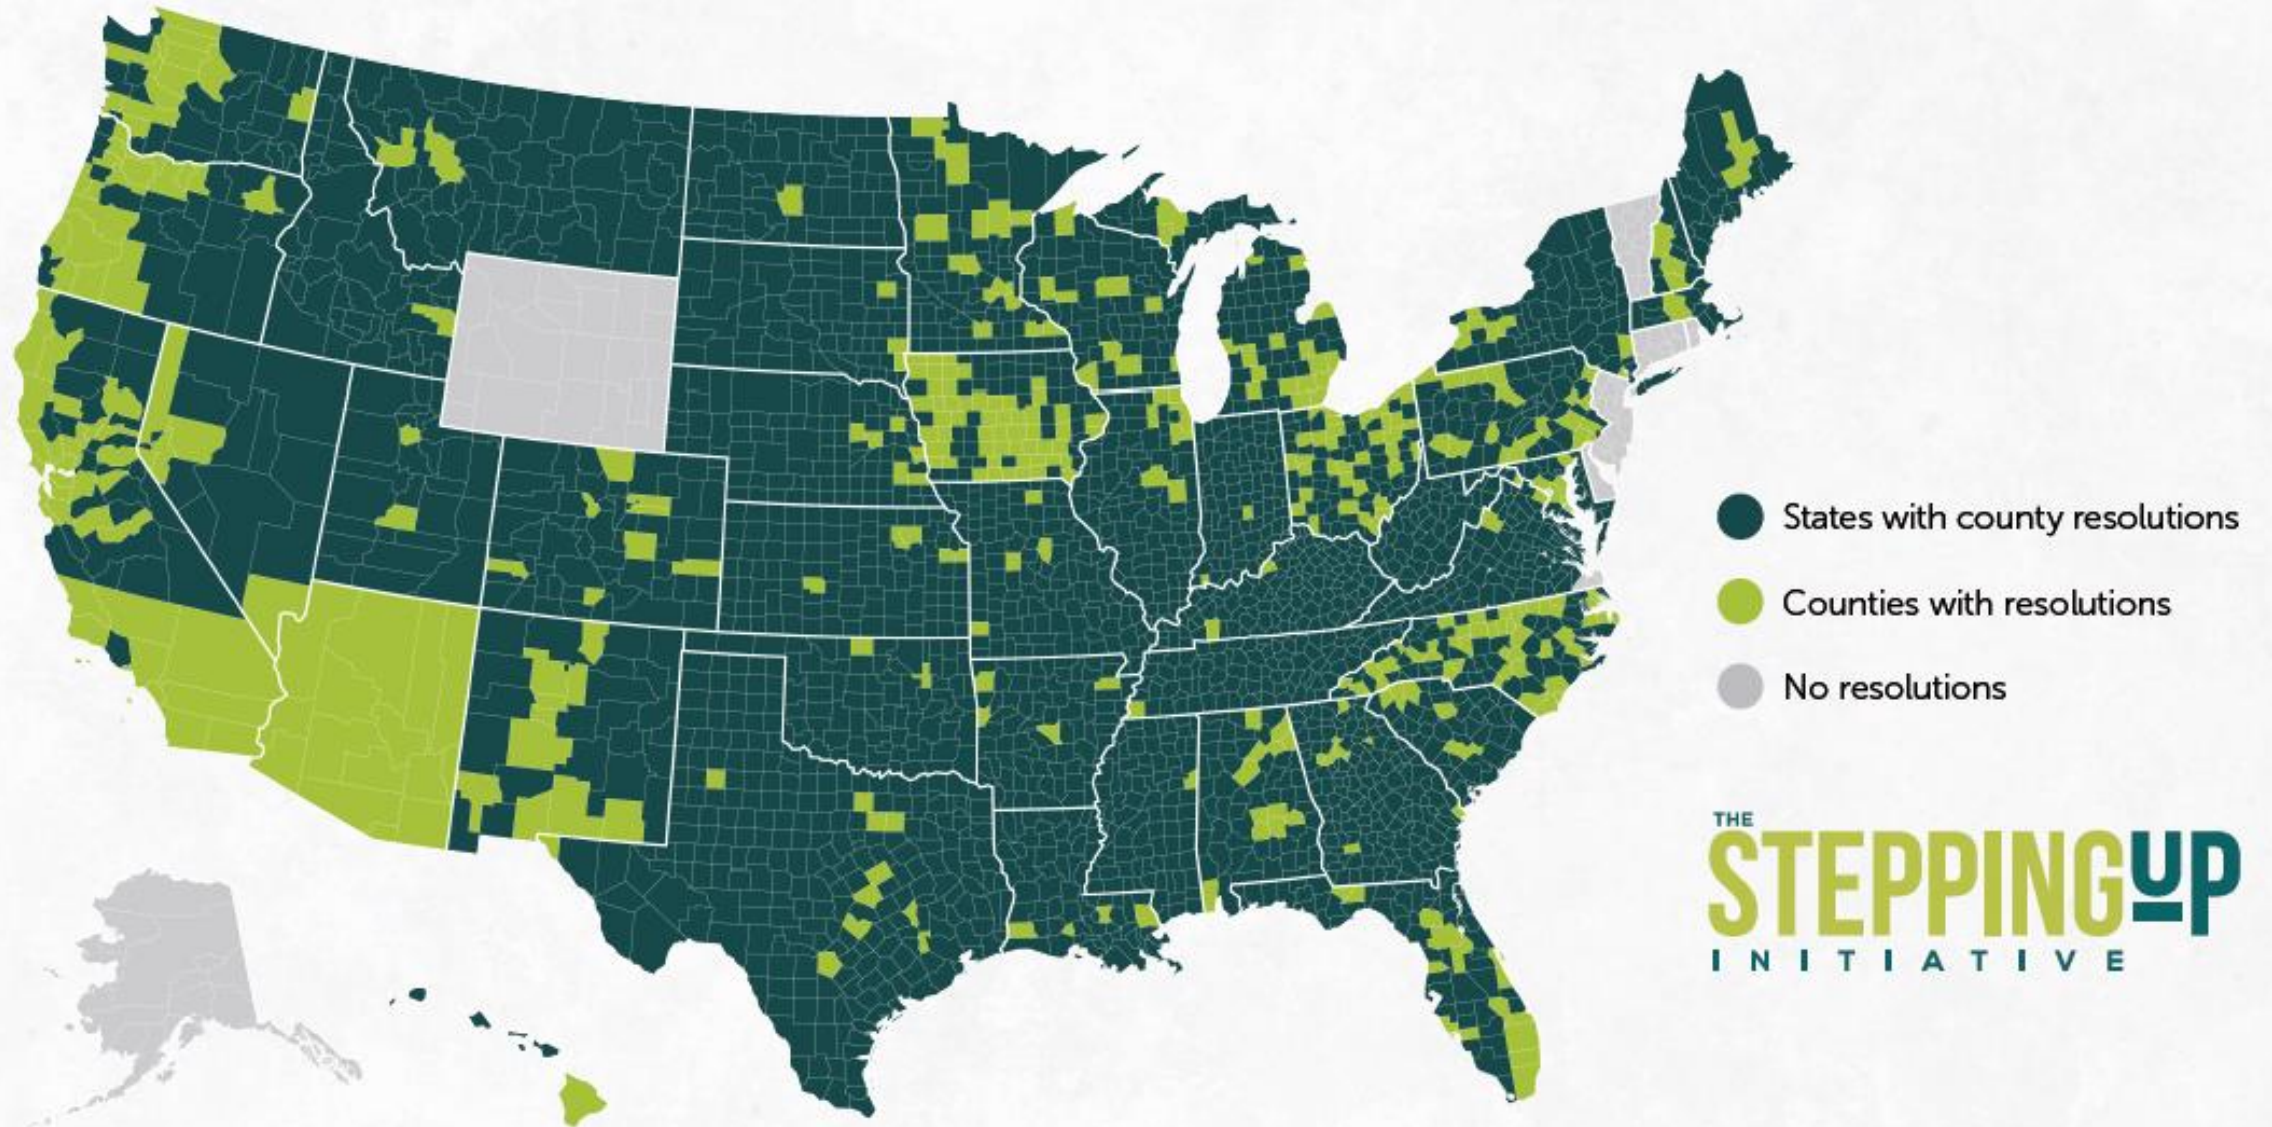 States with county resolutions
Counties with resolutions
No resolutions
THE
STEPPING UP
INITIATIVE